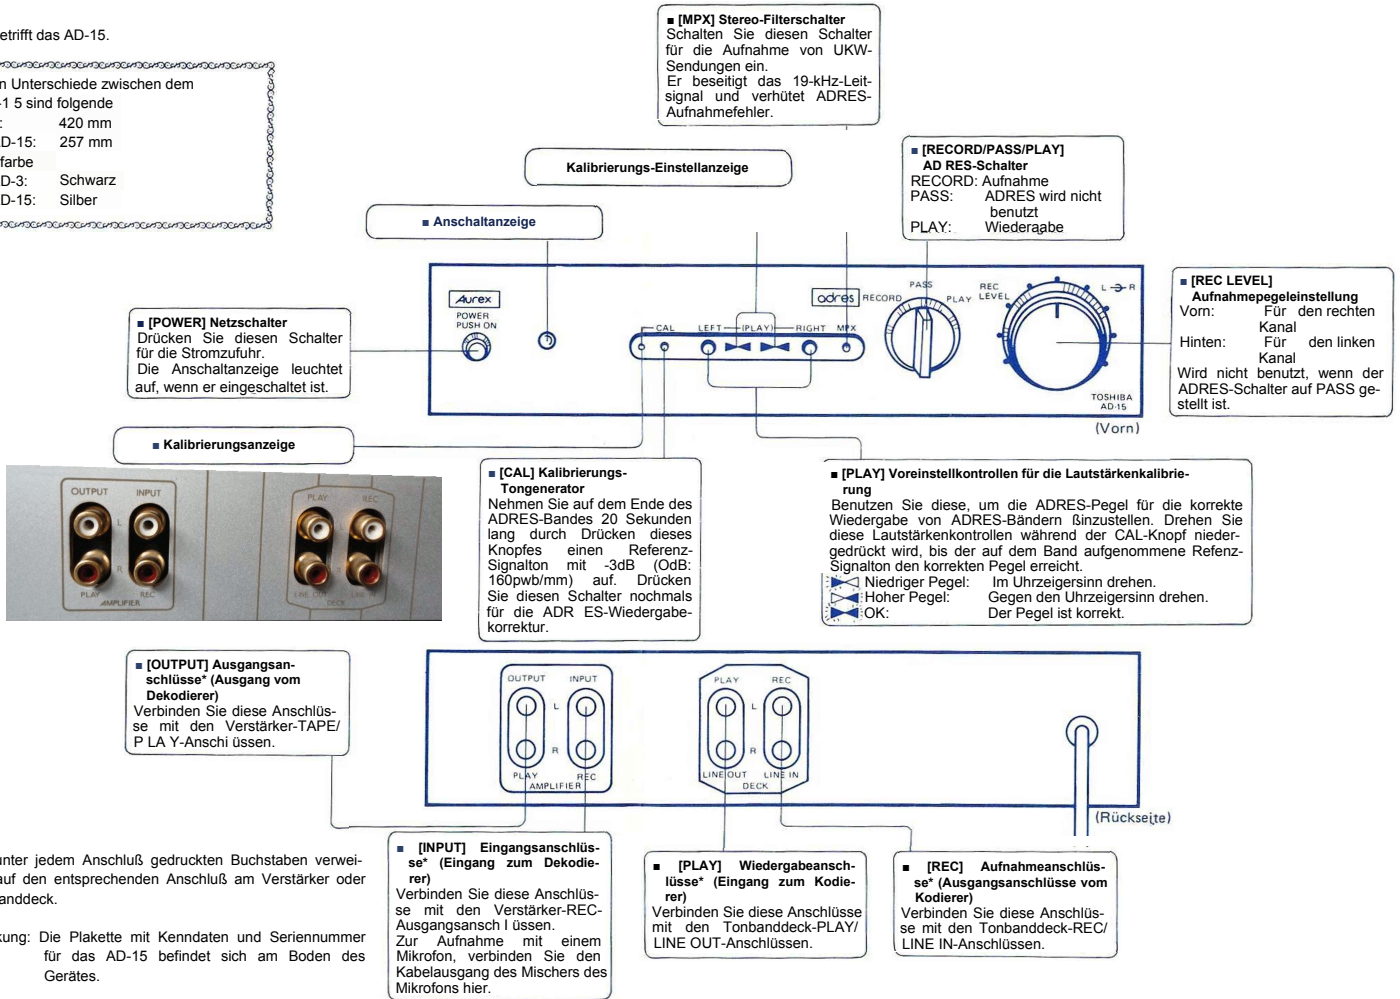 etrifft das AD-15.
n Unterschiede zwischen dem
-1 5 sind folgende
: 420 mm
D-15: 257 mm
farbe
D-3: Schwarz
D-15: Silber
■ [MPX] Stereo-Filterschalter
Schalten Sie diesen Schalter
für die Aufnahme von UKW-
Sendungen ein.
Er beseitigt das 19-kHz-Leit-
signal und verhütet ADRES-
Aufnahmefehler.
Kalibrierungs-Einstellanzeige
■ Anschaltanzeige
■ [RECORD/PASS/PLAY]
AD RES-Schalter
RECORD: Aufnahme
PASS: ADRES wird nicht
benutzt
PLAY: Wiederaabe
■ [POWER] Netzschalter
Drücken Sie diesen Schalter
für die Stromzufuhr.
Die Anschaltanzeige leuchtet
auf, wenn er eingeschaltet ist.
Aurex
POWER
PUSH ON
CAL LEFT (PLAY) RIGHT MPX
adres
RECORD PASS PLAY
REC
LEVEL
L R
TOSHIBA
AD-15
(Vorn)
■ [REC LEVEL]
Aufnahmepegeleinstellung
Vorn: Für den rechten
Kanal
Hinten: Für den linken
Kanal
Wird nicht benutzt, wenn der
ADRES-Schalter auf PASS ge-
stellt ist.
■ Kalibrierungsanzeige
OUTPUT INPUT
L
R
PLAY REC
AMPLIFIER
PLAY REC
LINE OUT LINE IN
DECK
■ [CAL] Kalibrierungs-
Tongenerator
Nehmen Sie auf dem Ende des
ADRES-Bandes 20 Sekunden
lang durch Drücken dieses
Knopfes einen Referenz-
Signalton mit -3dB (OdB:
160pwb/mm) auf. Drücken
Sie diesen Schalter nochmals
für die ADR ES-Wiedergabe-
korrektur.
■ [PLAY] Voreinstellkontrollen für die Lautstärkenkalibrie-
rung
Benutzen Sie diese, um die ADRES-Pegel für die korrekte
Wiedergabe von ADRES-Bändern ßinzustellen. Drehen Sie
diese Lautstärkenkontrollen während der CAL-Knopf nieder-
gedrückt wird, bis der auf dem Band aufgenommene Refenz-
Signalton den korrekten Pegel erreicht.
Niedriger Pegel: Im Uhrzeigersinn drehen.
Hoher Pegel: Gegen den Uhrzeigersinn drehen.
OK: Der Pegel ist korrekt.
■ [OUTPUT] Ausgangsan-
schlüsse* (Ausgang vom
Dekodierer)
Verbinden Sie diese Anschlüs-
se mit den Verstärker-TAPE/
P LA Y-Anschi üssen.
OUTPUT INPUT
L
R
PLAY REC
AMPLIFIER
PLAY REC
L
R
LINE OUT LINE IN
DECK
(Rückseite)
unter jedem Anschluß gedruckten Buchstaben verwei-
auf den entsprechenden Anschluß am Verstärker oder
anddeck.
kung: Die Plakette mit Kenndaten und Seriennummer
für das AD-15 befindet sich am Boden des
Gerätes.
■ [INPUT] Eingangsanschlüs-
se* (Eingang zum Dekodie-
rer)
Verbinden Sie diese Anschlüs-
se mit den Verstärker-REC-
Ausgangsansch I üssen.
Zur Aufnahme mit einem
Mikrofon, verbinden Sie den
Kabelausgang des Mischers des
Mikrofons hier.
■ [PLAY] Wiedergabeansch-
lüsse* (Eingang zum Kodie-
rer)
Verbinden Sie diese Anschlüsse
mit den Tonbanddeck-PLAY/
LINE OUT-Anschlüssen.
■ [REC] Aufnahmeanschlüs-
se* (Ausgangsanschlüsse vom
Kodierer)
Verbinden Sie diese Anschlüs-
se mit den Tonbanddeck-REC/
LINE IN-Anschlüssen.